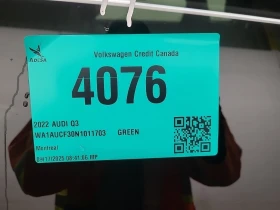 Volkswagen Credit Canada
4076
2022 AUDI Q3
WA1AUCF30N1011783 GREEN
Montreal